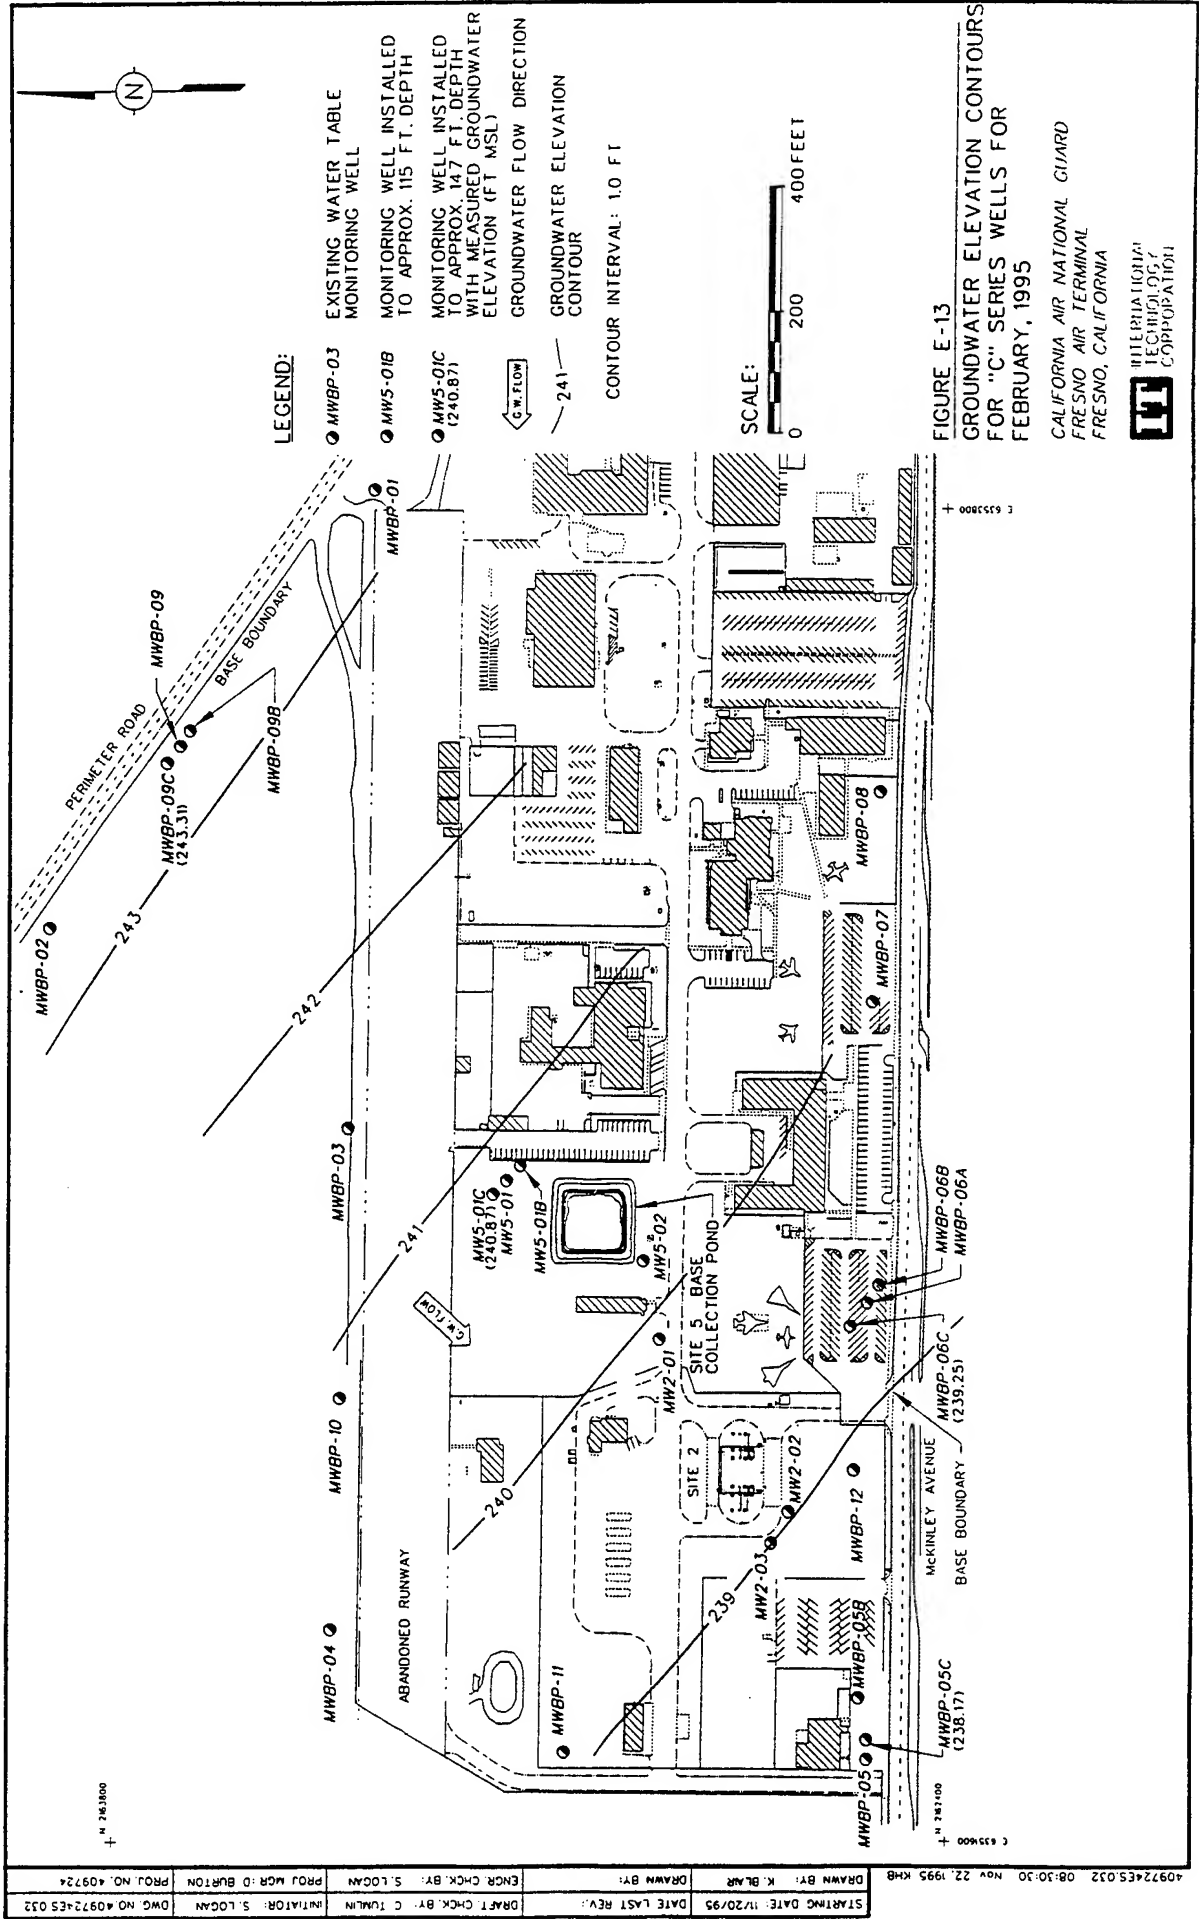 N
LEGEND:
MWBP-03
EXISTING WATER TABLE
MONITORING WELL
MW5-01B
MONITORING WELL INSTALLED
TO APPROX. 115 FT. DEPTH
MW5-01C
(240.87)
MONITORING WELL INSTALLED
TO APPROX. 147 FT. DEPTH
WITH MEASURED GROUNDWATER
ELEVATION (FT MSL)
G.W. FLOW
GROUNDWATER FLOW DIRECTION
241
GROUNDWATER ELEVATION
CONTOUR
CONTOUR INTERVAL: 1.0 FT
SCALE:
0 200 400 FEET
FIGURE E-13
GROUNDWATER ELEVATION CONTOURS
FOR "C" SERIES WELLS FOR
FEBRUARY, 1995
CALIFORNIA AIR NATIONAL GUARD
FRESNO AIR TERMINAL
FRESNO, CALIFORNIA
INTERNATIONAL
TECHNOLOGY
CORPORATION
N 2163800
PERIMETER ROAD
BASE BOUNDARY
MWBP-02
MWBP-09C
(243.31)
MWBP-09
MWBP-09B
MWBP-01
243
242
MWBP-04
MWBP-10
MWBP-03
241
ABANDONED RUNWAY
G.W. FLOW
MW5-01C
(240.87)
MW5-01
MW5-01B
240
MWBP-11
MW2-01
MW5-02
SITE 5 BASE
COLLECTION POND
SITE 2
239
MW2-03
MW2-02
MWBP-12
MWBP-08
MWBP-07
MWBP-05
MWBP-05B
MWBP-05C
(238.17)
MWBP-06C
(239.25)
MWBP-06B
MWBP-06A
McKINLEY AVENUE
BASE BOUNDARY
N 2162400
E 6351600
E 6353800
STARTING DATE: 11/20/95
DATE LAST REV.:
DRAFT. CHCK. BY: C TUMLIN
INITIATOR: S. LOGAN
DWG. NO. 409724ES.032
DRAWN BY: K. BLAIR
DRAWN BY:
ENGR. CHCK. BY: S. LOGAN
PROJ. MGR: D BURTON
PROJ. NO. 409724
409724ES.032 08:30:30 Nov 22, 1995 KHB